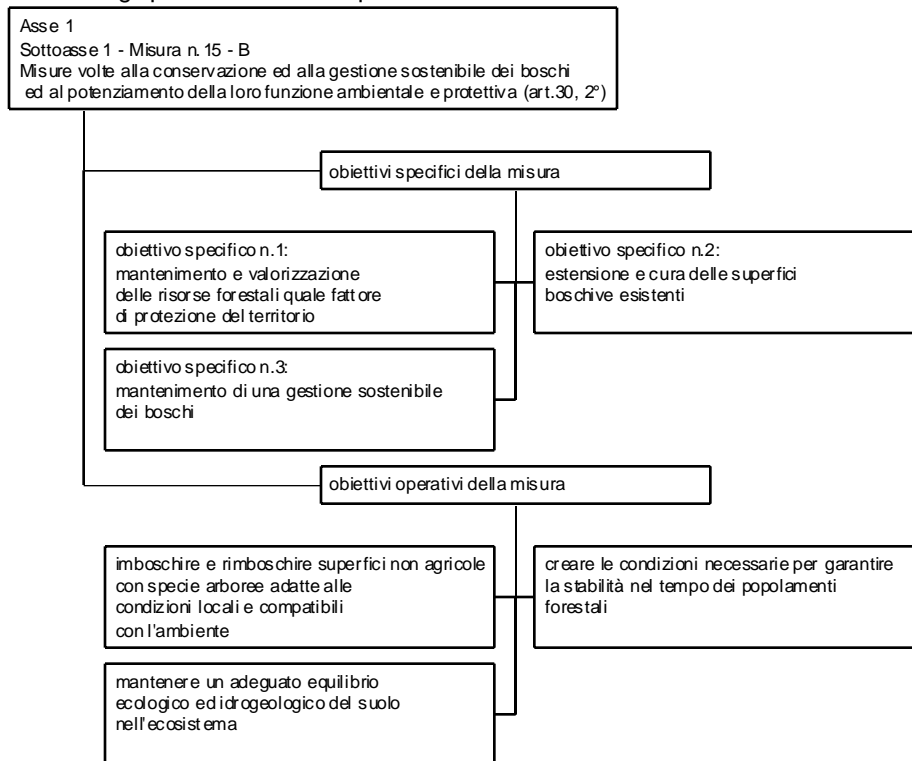 Asse 1
Sottoasse 1 - Misura n. 15 - B
Misure volte alla conservazione ed alla gestione sostenibile dei boschi
ed al potenziamento della loro funzione ambientale e protettiva (art.30, 2°)
obiettivi specifici della misura
obiettivo specifico n.1:
mantenimento e valorizzazione
delle risorse forestali quale fattore
di protezione del territorio
obiettivo specifico n.2:
estensione e cura delle superfici
boschive esistenti
obiettivo specifico n.3:
mantenimento di una gestione sostenibile
dei boschi
obiettivi operativi della misura
imboschire e rimboschire superfici non agricole
con specie arboree adatte alle
condizioni locali e compatibili
con l'ambiente
creare le condizioni necessarie per garantire
la stabilità nel tempo dei popolamenti
forestali
mantenere un adeguato equilibrio
ecologico ed idrogeologico del suolo
nell'ecosistema